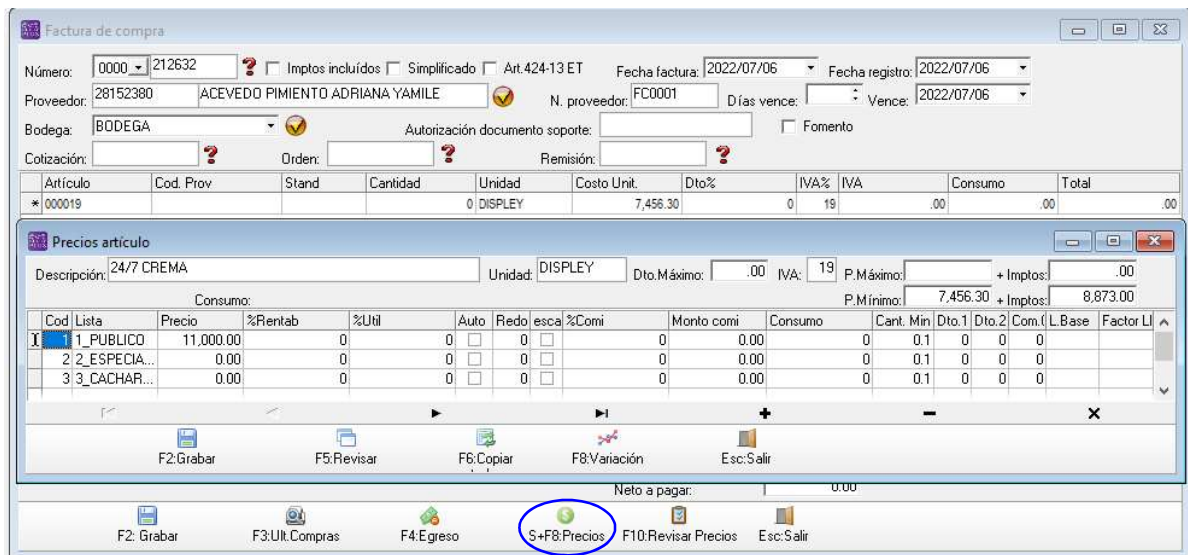 Factura de compra
Número: 0000 212632 ? Imptos incluídos Simplificado Art.424-13 ET Fecha factura: 2022/07/06 Fecha registro: 2022/07/06
Proveedor: 28152380 ACEVEDO PIMIENTO ADRIANA YAMILE N. proveedor: FC0001 Días vence: Vence: 2022/07/06
Bodega: BODEGA Autorización documento soporte: Fomento
Cotización: ? Orden: ? Remisión: ?
Artículo Cod. Prov Stand Cantidad Unidad Costo Unit. Dto% IVA% IVA Consumo Total
* 000019 0 DISPLEY 7,456.30 0 19 .00 .00 .00
Precios artículo
Descripción: 24/7 CREMA Unidad: DISPLEY Dto.Máximo: .00 IVA: 19 P.Máximo: + Imptos: .00
Consumo: P.Mínimo: 7,456.30 + Imptos: 8,873.00
Cod Lista Precio %Rentab %Util Auto Redo esca %Comi Monto comi Consumo Cant. Min Dto.1 Dto.2 Com.( L.Base Factor LI
1 1_PUBLICO 11,000.00 0 0 0 0 0.00 0 0.1 0 0 0
2 2_ESPECIA... 0.00 0 0 0 0 0.00 0 0.1 0 0 0
3 3_CACHAR... 0.00 0 0 0 0 0.00 0 0.1 0 0 0
F2:Grabar F5:Revisar F6:Copiar F8:Variación Esc:Salir
Neto a pagar: 0.00
F2: Grabar F3:Ult.Compras F4:Egreso S+F8:Precios F10:Revisar Precios Esc:Salir